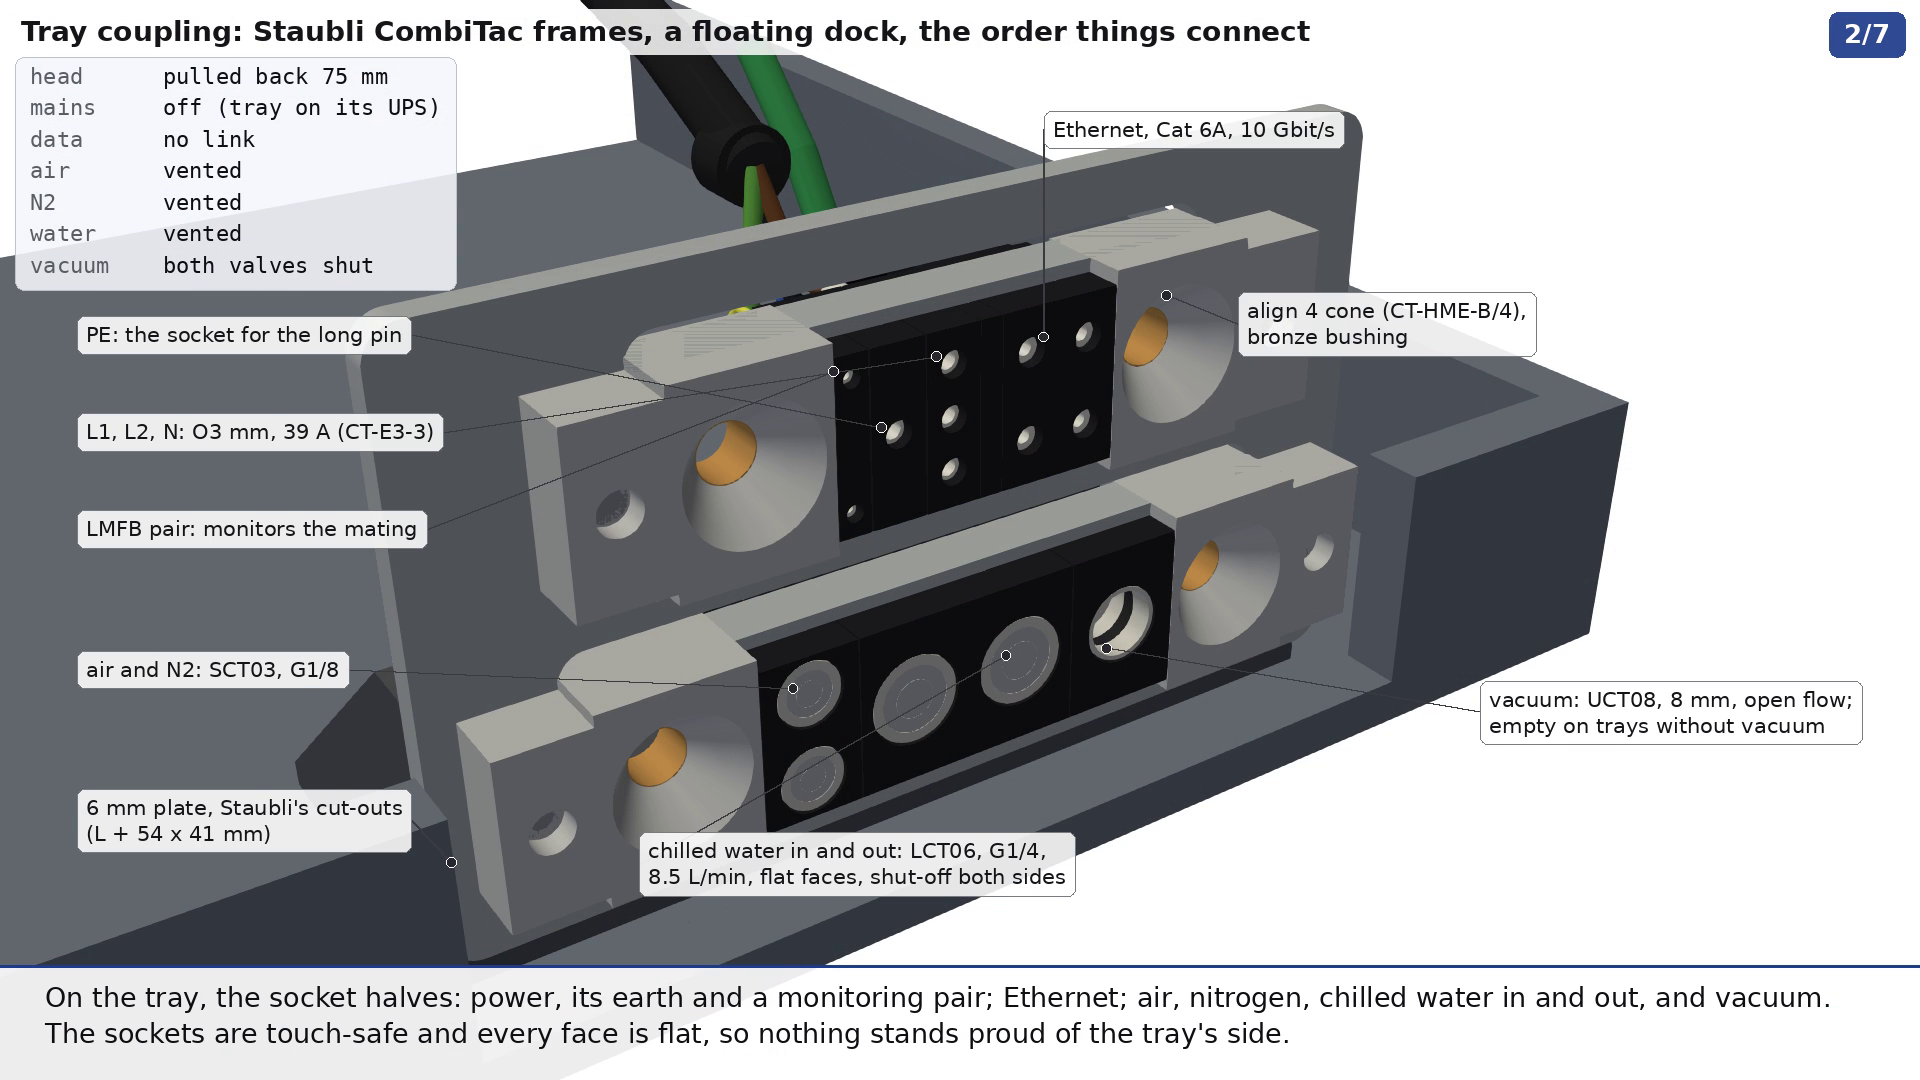 Tray coupling: Staubli CombiTac frames, a floating dock, the order things connect
2/7
head pulled back 75 mm
mains off (tray on its UPS)
data no link
air vented
N2 vented
water vented
vacuum both valves shut
Ethernet, Cat 6A, 10 Gbit/s
align 4 cone (CT-HME-B/4),
bronze bushing
PE: the socket for the long pin
L1, L2, N: O3 mm, 39 A (CT-E3-3)
LMFB pair: monitors the mating
air and N2: SCT03, G1/8
vacuum: UCT08, 8 mm, open flow;
empty on trays without vacuum
6 mm plate, Staubli's cut-outs
(L + 54 x 41 mm)
chilled water in and out: LCT06, G1/4,
8.5 L/min, flat faces, shut-off both sides
On the tray, the socket halves: power, its earth and a monitoring pair; Ethernet; air, nitrogen, chilled water in and out, and vacuum.
The sockets are touch-safe and every face is flat, so nothing stands proud of the tray's side.